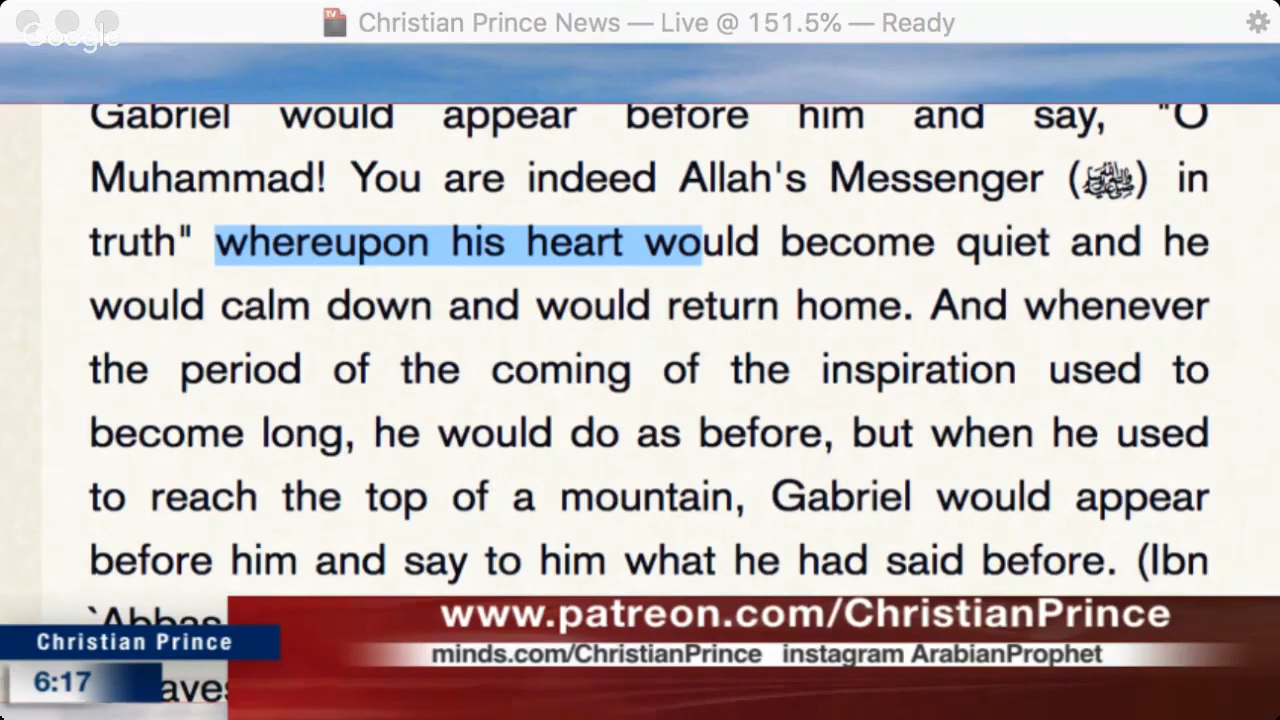 Christian Prince News — Live @ 151.5% — Ready
Google
Gabriel would appear before him and say, "O
Muhammad! You are indeed Allah's Messenger (ﷺ) in
truth" whereupon his heart would become quiet and he
would calm down and would return home. And whenever
the period of the coming of the inspiration used to
become long, he would do as before, but when he used
to reach the top of a mountain, Gabriel would appear
before him and say to him what he had said before. (Ibn
`Abbas
www.patreon.com/ChristianPrince
Christian Prince
minds.com/ChristianPrince instagram ArabianProphet
6:17